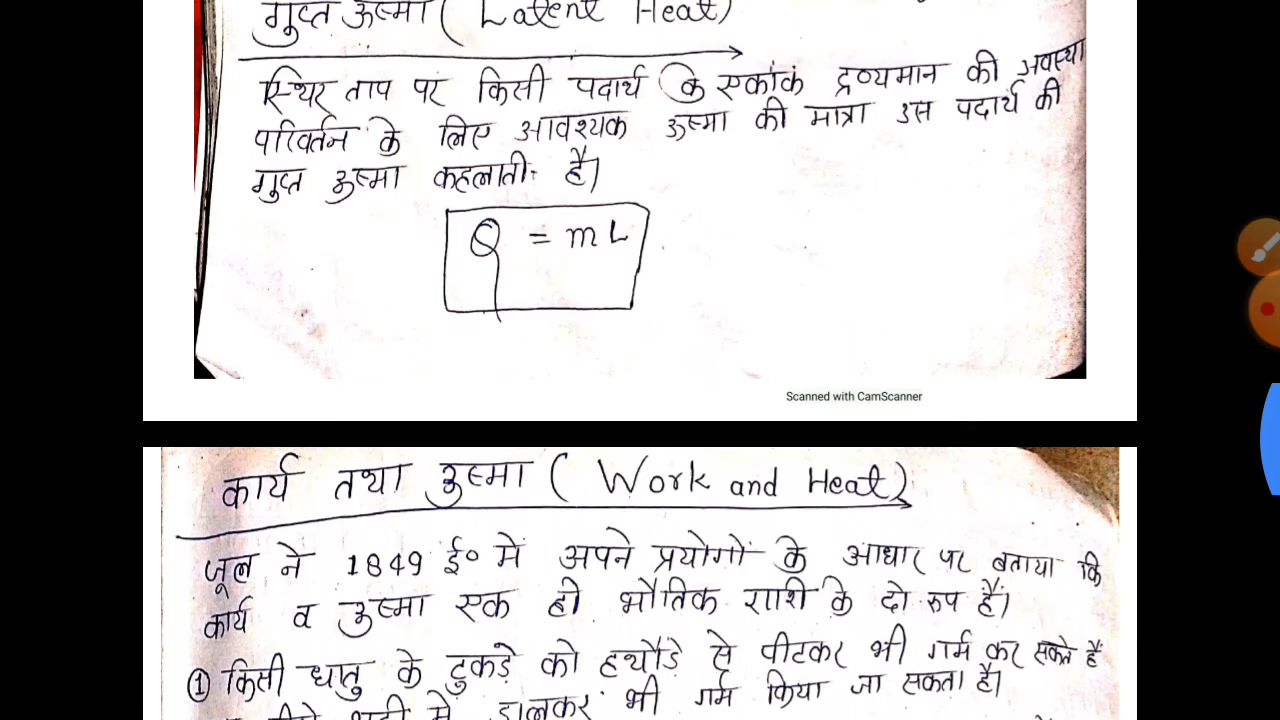 गुप्त ऊष्मा ( Latent Heat)
स्थिर ताप पर किसी पदार्थ के एकांक द्रव्यमान की अवस्था
परिवर्तन के लिए आवश्यक ऊष्मा की मात्रा उस पदार्थ की
गुप्त ऊष्मा कहलाती है।
Q = mL
Scanned with CamScanner
कार्य तथा ऊष्मा ( Work and Heat)
जूल ने 1849 ई० में अपने प्रयोगों के आधार पर बताया कि
कार्य व ऊष्मा एक ही भौतिक राशि के दो रूप हैं।
① किसी धातु के टुकड़े को हथौड़े से पीटकर भी गर्म कर सकते हैं
में डालकर भी गर्म किया जा सकता है।